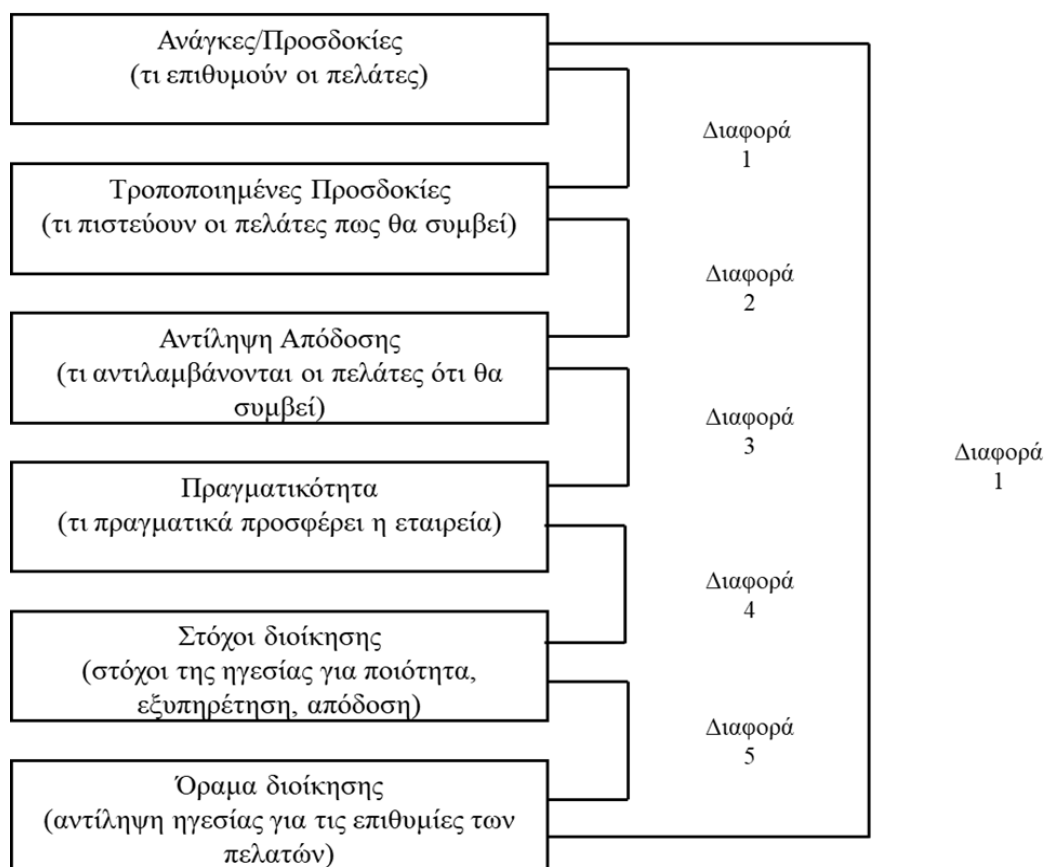 Ανάγκες/Προσδοκίες
(τι επιθυμούν οι πελάτες)
Διαφορά
1
Τροποποιημένες Προσδοκίες
(τι πιστεύουν οι πελάτες πως θα συμβεί)
Διαφορά
2
Αντίληψη Απόδοσης
(τι αντιλαμβάνονται οι πελάτες ότι θα
συμβεί)
Διαφορά
3
Διαφορά
1
Πραγματικότητα
(τι πραγματικά προσφέρει η εταιρεία)
Διαφορά
4
Στόχοι διοίκησης
(στόχοι της ηγεσίας για ποιότητα,
εξυπηρέτηση, απόδοση)
Διαφορά
5
Όραμα διοίκησης
(αντίληψη ηγεσίας για τις επιθυμίες των
πελατών)